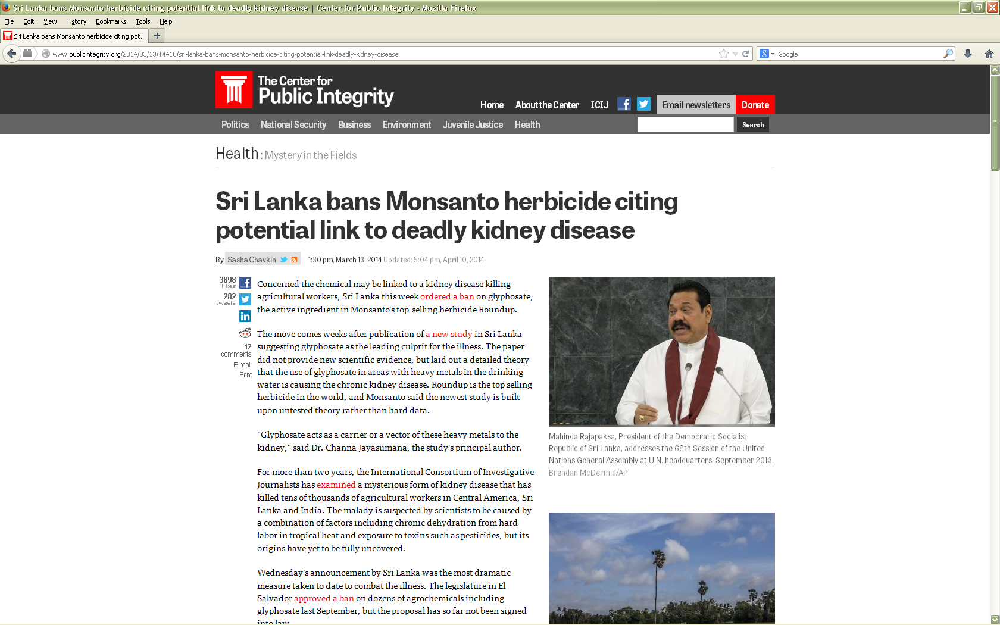 Sri Lanka bans Monsanto herbicide citing potential link to deadly kidney disease | Center for Public Integrity - Mozilla Firefox
File Edit View History Bookmarks Tools Help
Sri Lanka bans Monsanto herbicide citing pot...
www.publicintegrity.org/2014/03/13/14418/sri-lanka-bans-monsanto-herbicide-citing-potential-link-deadly-kidney-disease
Google
The Center for
Public Integrity
Home About the Center ICIJ Email newsletters Donate
Politics National Security Business Environment Juvenile Justice Health Search
Health : Mystery in the Fields
Sri Lanka bans Monsanto herbicide citing
potential link to deadly kidney disease
By Sasha Chavkin 1:30 pm, March 13, 2014 Updated: 5:04 pm, April 10, 2014
3898
likes
282
tweets
12
comments
E-mail
Print
Concerned the chemical may be linked to a kidney disease killing
agricultural workers, Sri Lanka this week ordered a ban on glyphosate,
the active ingredient in Monsanto's top-selling herbicide Roundup.
The move comes weeks after publication of a new study in Sri Lanka
suggesting glyphosate as the leading culprit for the illness. The paper
did not provide new scientific evidence, but laid out a detailed theory
that the use of glyphosate in areas with heavy metals in the drinking
water is causing the chronic kidney disease. Roundup is the top selling
herbicide in the world, and Monsanto said the newest study is built
upon untested theory rather than hard data.
“Glyphosate acts as a carrier or a vector of these heavy metals to the
kidney,” said Dr. Channa Jayasumana, the study's principal author.
For more than two years, the International Consortium of Investigative
Journalists has examined a mysterious form of kidney disease that has
killed tens of thousands of agricultural workers in Central America, Sri
Lanka and India. The malady is suspected by scientists to be caused by
a combination of factors including chronic dehydration from hard
labor in tropical heat and exposure to toxins such as pesticides, but its
origins have yet to be fully uncovered.
Wednesday's announcement by Sri Lanka was the most dramatic
measure taken to date to combat the illness. The legislature in El
Salvador approved a ban on dozens of agrochemicals including
glyphosate last September, but the proposal has so far not been signed
into law
Mahinda Rajapaksa, President of the Democratic Socialist
Republic of Sri Lanka, addresses the 68th Session of the United
Nations General Assembly at U.N. headquarters, September 2013.
Brendan McDermid/AP